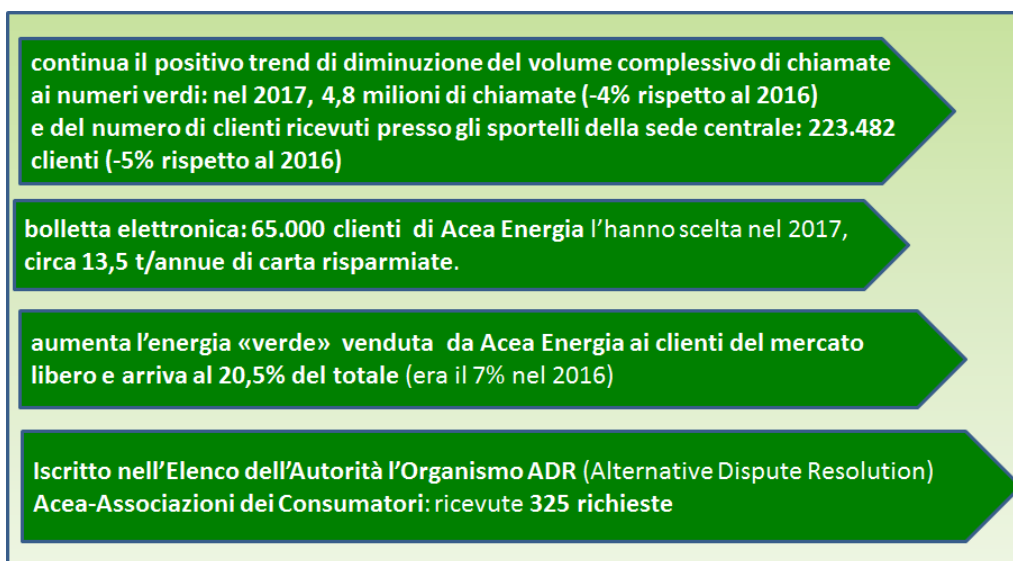 continua il positivo trend di diminuzione del volume complessivo di chiamate
ai numeri verdi: nel 2017, 4,8 milioni di chiamate (-4% rispetto al 2016)
e del numero di clienti ricevuti presso gli sportelli della sede centrale: 223.482
clienti (-5% rispetto al 2016)
bolletta elettronica: 65.000 clienti di Acea Energia l’hanno scelta nel 2017,
circa 13,5 t/annue di carta risparmiate.
aumenta l’energia «verde» venduta da Acea Energia ai clienti del mercato
libero e arriva al 20,5% del totale (era il 7% nel 2016)
Iscritto nell’Elenco dell’Autorità l’Organismo ADR (Alternative Dispute Resolution)
Acea-Associazioni dei Consumatori: ricevute 325 richieste